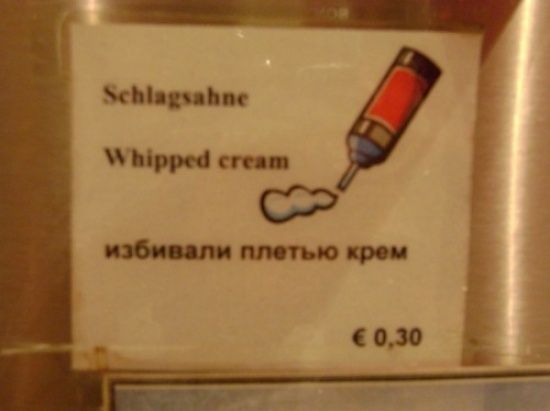 Schlagsahne
Whipped cream
избивали плетью крем
€ 0,30